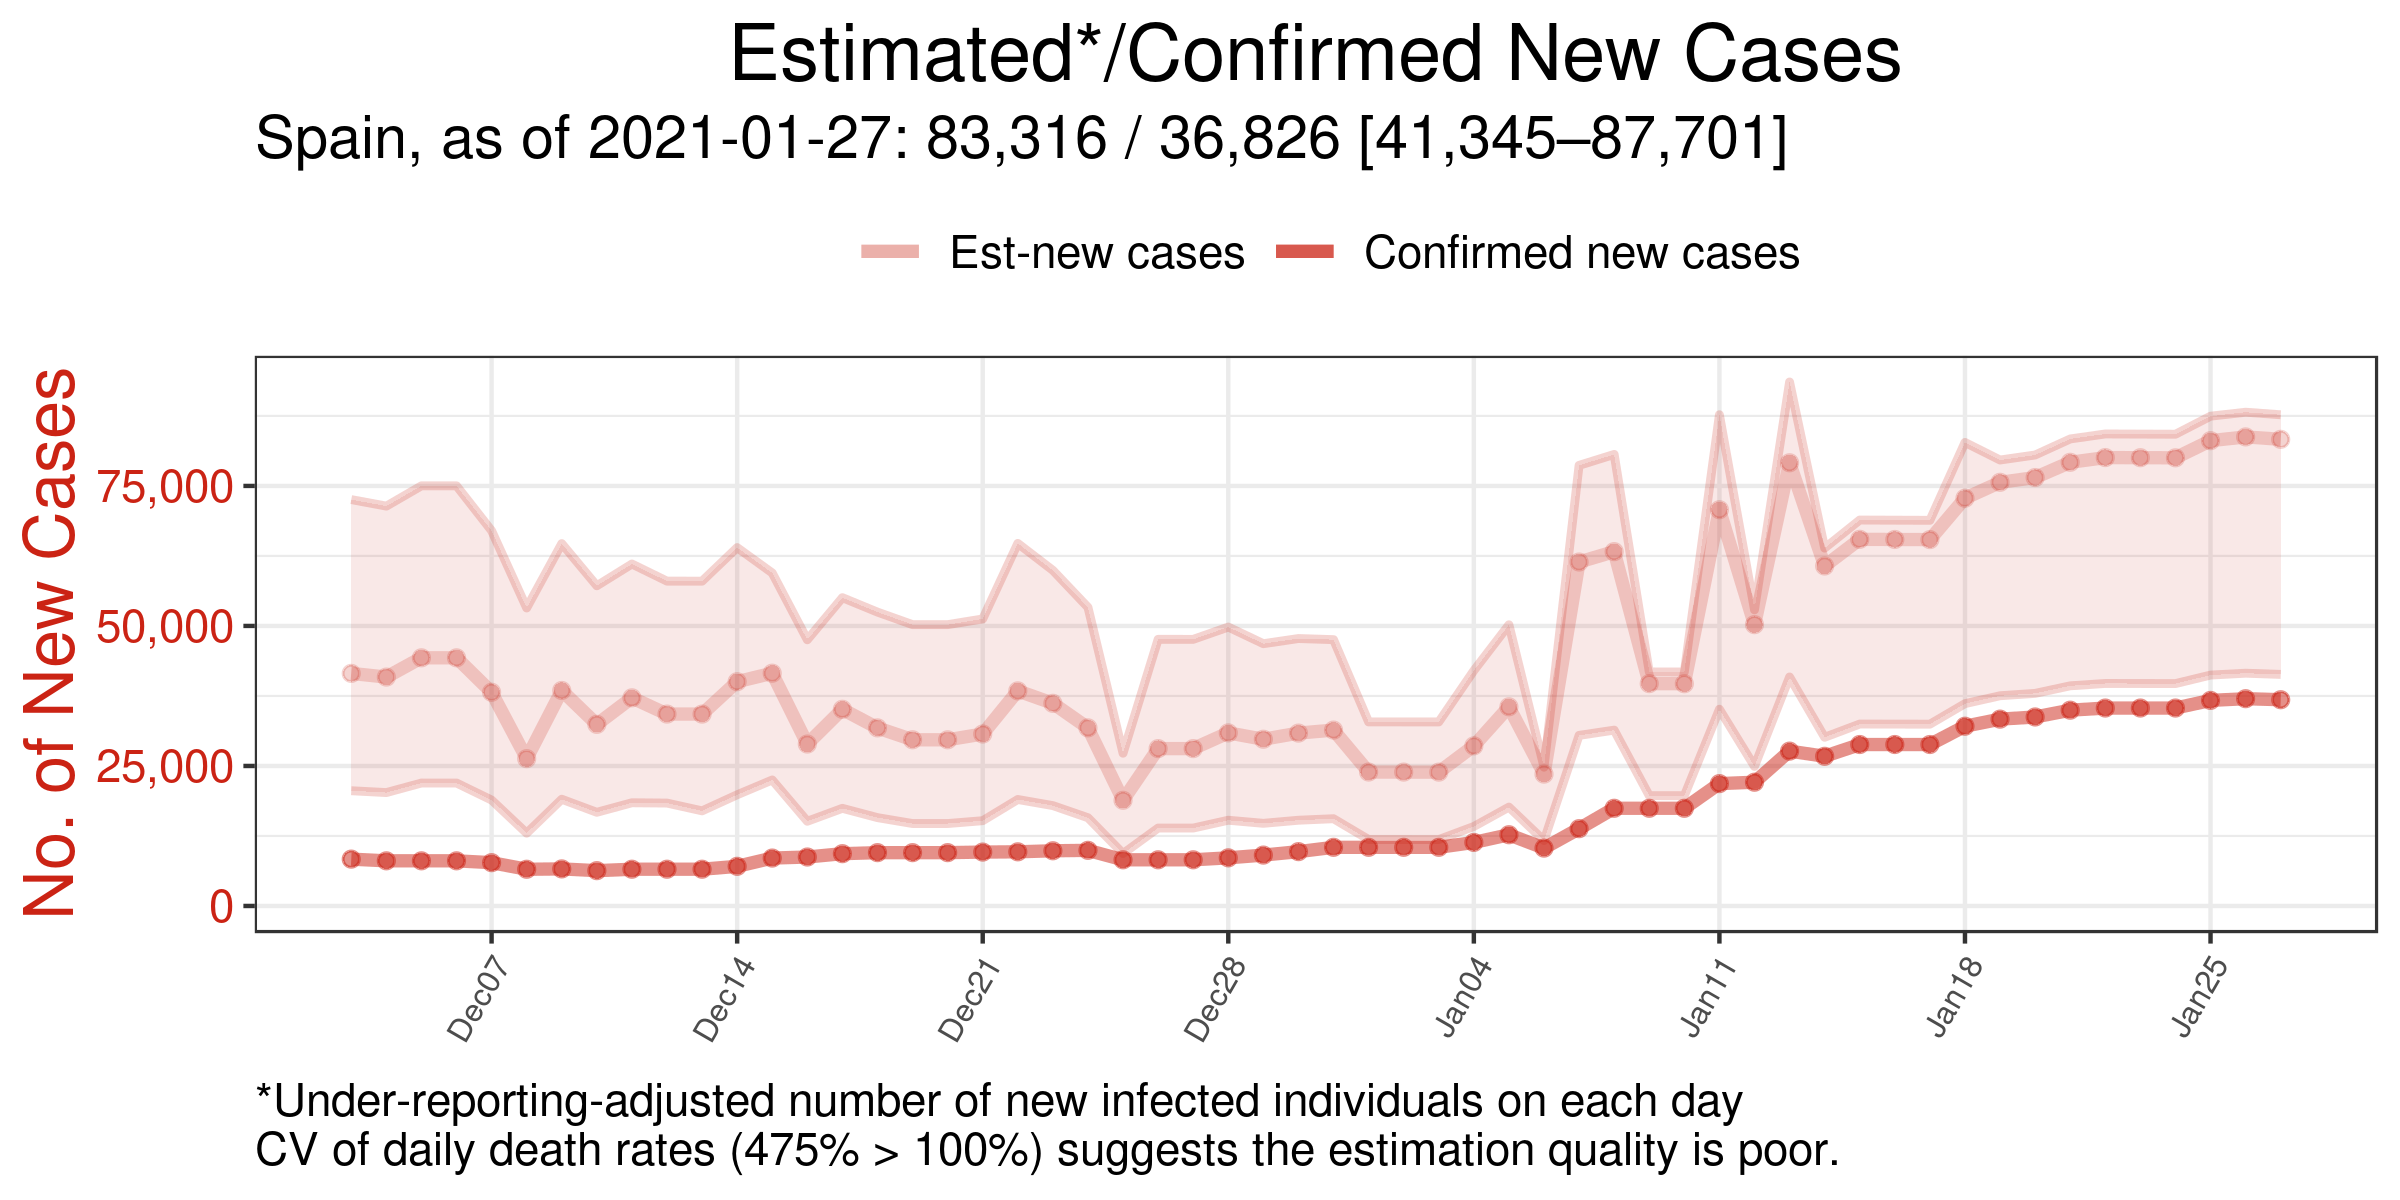 Estimated*/Confirmed New Cases
Spain, as of 2021-01-27: 83,316 / 36,826 [41,345–87,701]
Est-new cases
Confirmed new cases
No. of New Cases
75,000
50,000
25,000
0
Dec07
Dec14
Dec21
Dec28
Jan04
Jan11
Jan18
Jan25
*Under-reporting-adjusted number of new infected individuals on each day
CV of daily death rates (475% > 100%) suggests the estimation quality is poor.